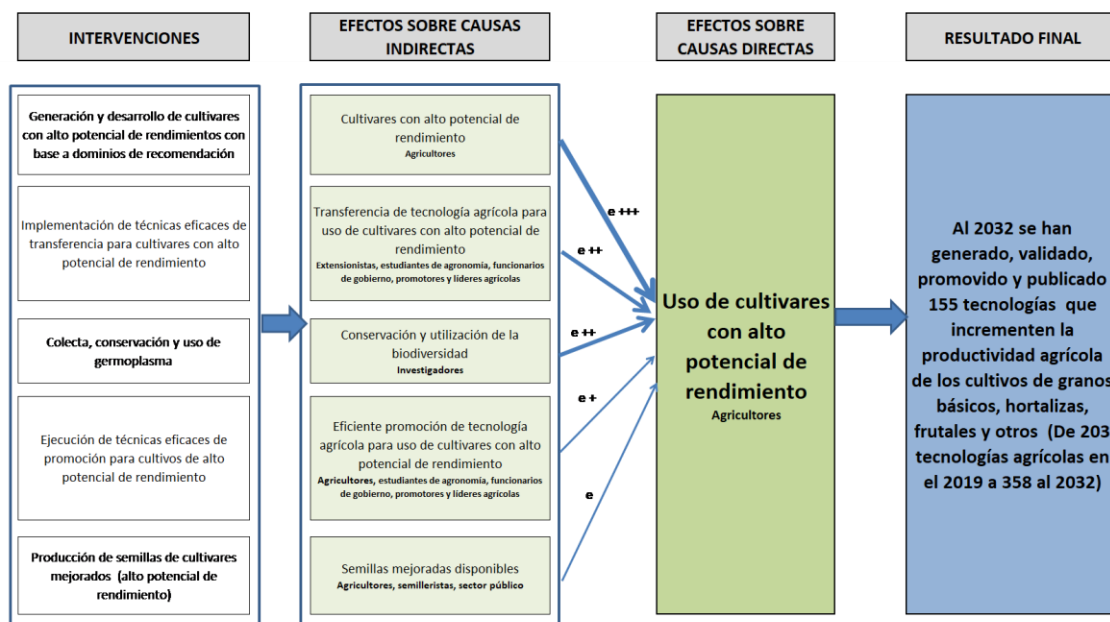 INTERVENCIONES
EFECTOS SOBRE CAUSAS
INDIRECTAS
EFECTOS SOBRE
CAUSAS DIRECTAS
RESULTADO FINAL
Generación y desarrollo de cultivares
con alto potencial de rendimientos con
base a dominios de recomendación
Implementación de técnicas eficaces de
transferencia para cultivares con alto
potencial de rendimiento
Colecta, conservación y uso de
germoplasma
Ejecución de técnicas eficaces de
promoción para cultivos de alto
potencial de rendimiento
Producción de semillas de cultivares
mejorados (alto potencial de
rendimiento)
Cultivares con alto potencial de
rendimiento
Agricultores
Transferencia de tecnología agrícola para
uso de cultivares con alto potencial de
rendimiento
Extensionistas, estudiantes de agronomía, funcionarios
de gobierno, promotores y líderes agrícolas
Conservación y utilización de la
biodiversidad
Investigadores
Eficiente promoción de tecnología
agrícola para uso de cultivares con alto
potencial de rendimiento
Agricultores, estudiantes de agronomía, funcionarios
de gobierno, promotores y líderes agrícolas
Semillas mejoradas disponibles
Agricultores, semilleristas, sector público
e +++
e ++
e ++
e +
e
Uso de cultivares
con alto
potencial de
rendimiento
Agricultores
Al 2032 se han
generado, validado,
promovido y publicado
155 tecnologías que
incrementen la
productividad agrícola
de los cultivos de granos
básicos, hortalizas,
frutales y otros (De 203
tecnologías agrícolas en
el 2019 a 358 al 2032)